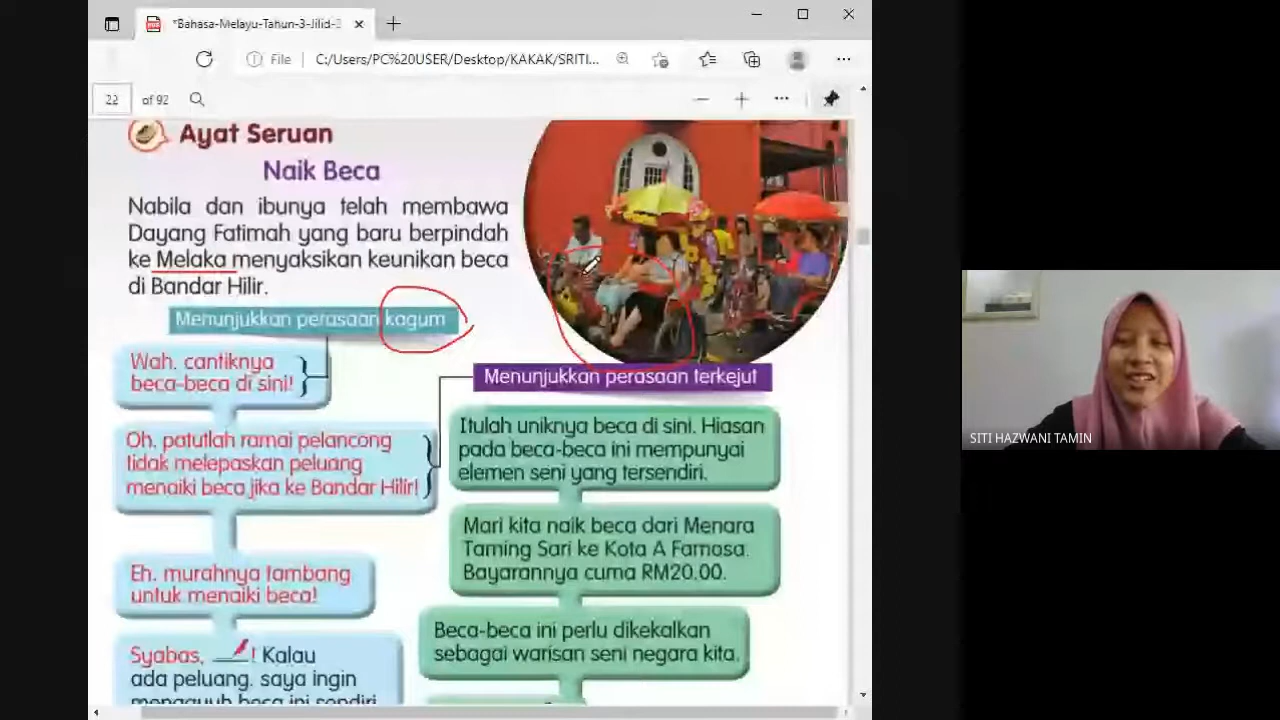 *Bahasa-Melayu-Tahun-3-Jilid-2
File
C:/Users/PC%20USER/Desktop/KAKAK/SRITI...
22 of 92
Ayat Seruan
Naik Beca
Nabila dan ibunya telah membawa
Dayang Fatimah yang baru berpindah
ke Melaka menyaksikan keunikan beca
di Bandar Hilir.
Menunjukkan perasaan kagum
Wah, cantiknya
beca-beca di sini!
Oh, patutlah ramai pelancong
tidak melepaskan peluang
menaiki beca jika ke Bandar Hilir!
Eh, murahnya tambang
untuk menaiki beca!
Syabas, ! Kalau
ada peluang, saya ingin
mengayuh beca ini sendiri
Menunjukkan perasaan terkejut
Itulah uniknya beca di sini. Hiasan
pada beca-beca ini mempunyai
elemen seni yang tersendiri.
Mari kita naik beca dari Menara
Taming Sari ke Kota A Famosa.
Bayarannya cuma RM20.00.
Beca-beca ini perlu dikekalkan
sebagai warisan seni negara kita.
SITI HAZWANI TAMIN